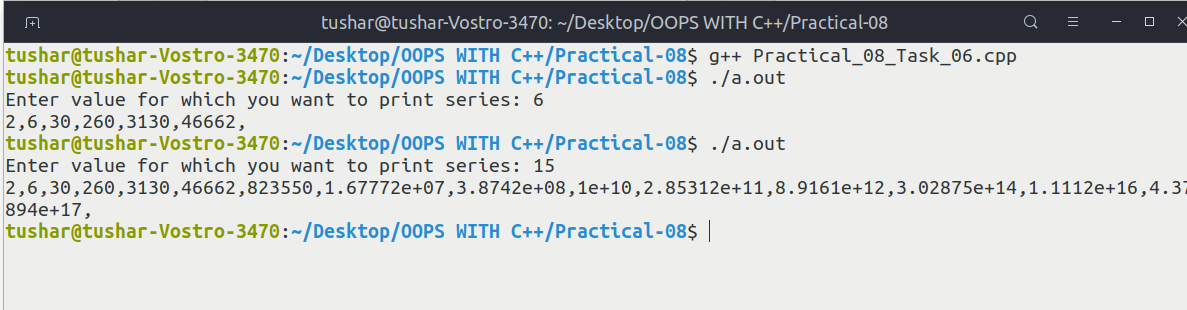 tushar@tushar-Vostro-3470: ~/Desktop/OOPS WITH C++/Practical-08
tushar@tushar-Vostro-3470:~/Desktop/OOPS WITH C++/Practical-08$ g++ Practical_08_Task_06.cpp
tushar@tushar-Vostro-3470:~/Desktop/OOPS WITH C++/Practical-08$ ./a.out
Enter value for which you want to print series: 6
2,6,30,260,3130,46662,
tushar@tushar-Vostro-3470:~/Desktop/OOPS WITH C++/Practical-08$ ./a.out
Enter value for which you want to print series: 15
2,6,30,260,3130,46662,823550,1.67772e+07,3.8742e+08,1e+10,2.85312e+11,8.9161e+12,3.02875e+14,1.1112e+16,4.37
894e+17,
tushar@tushar-Vostro-3470:~/Desktop/OOPS WITH C++/Practical-08$